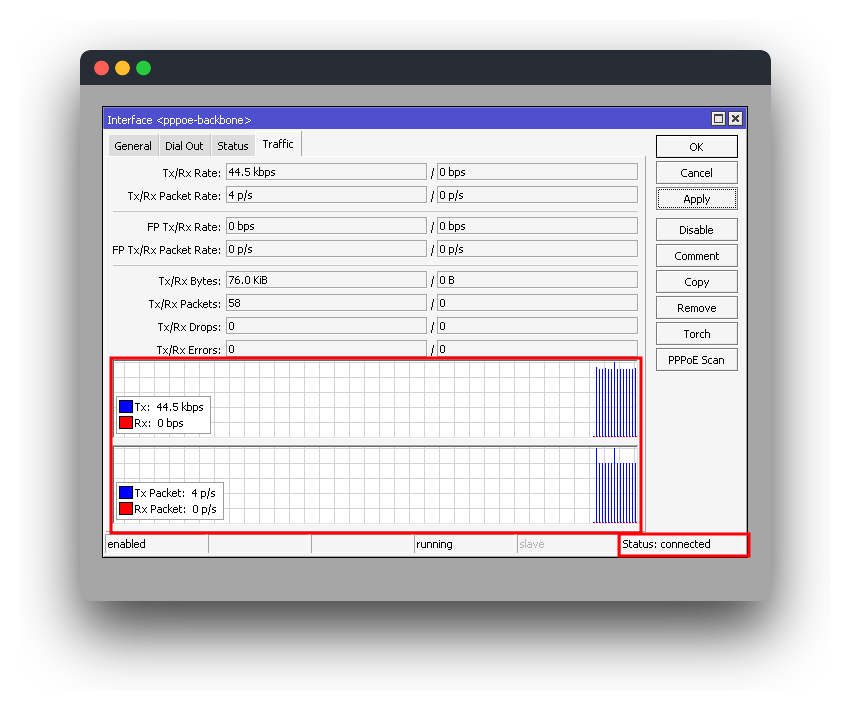 Interface <pppoe-backbone>
General Dial Out Status Traffic
OK
Tx/Rx Rate: 44.5 kbps / 0 bps
Cancel
Tx/Rx Packet Rate: 4 p/s / 0 p/s
Apply
FP Tx/Rx Rate: 0 bps / 0 bps
Disable
FP Tx/Rx Packet Rate: 0 p/s / 0 p/s
Comment
Tx/Rx Bytes: 76.0 KiB / 0 B
Copy
Tx/Rx Packets: 58 / 0
Remove
Tx/Rx Drops: 0 / 0
Torch
Tx/Rx Errors: 0 / 0
PPPoE Scan
Tx: 44.5 kbps
Rx: 0 bps
Tx Packet: 4 p/s
Rx Packet: 0 p/s
enabled running slave Status: connected